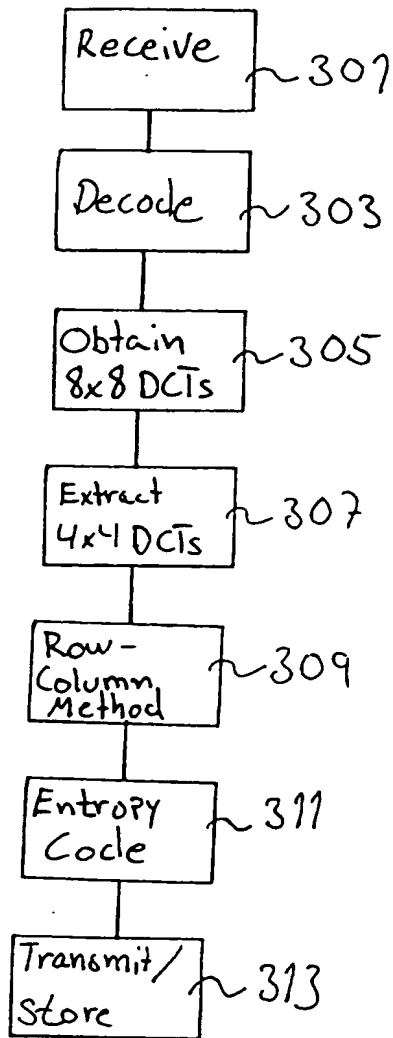 Receive
301
Decode
303
Obtain
8x8 DCTs
305
Extract
4x4 DCTs
307
Row-
Column
Method
309
Entropy
Code
311
Transmit/
Store
313